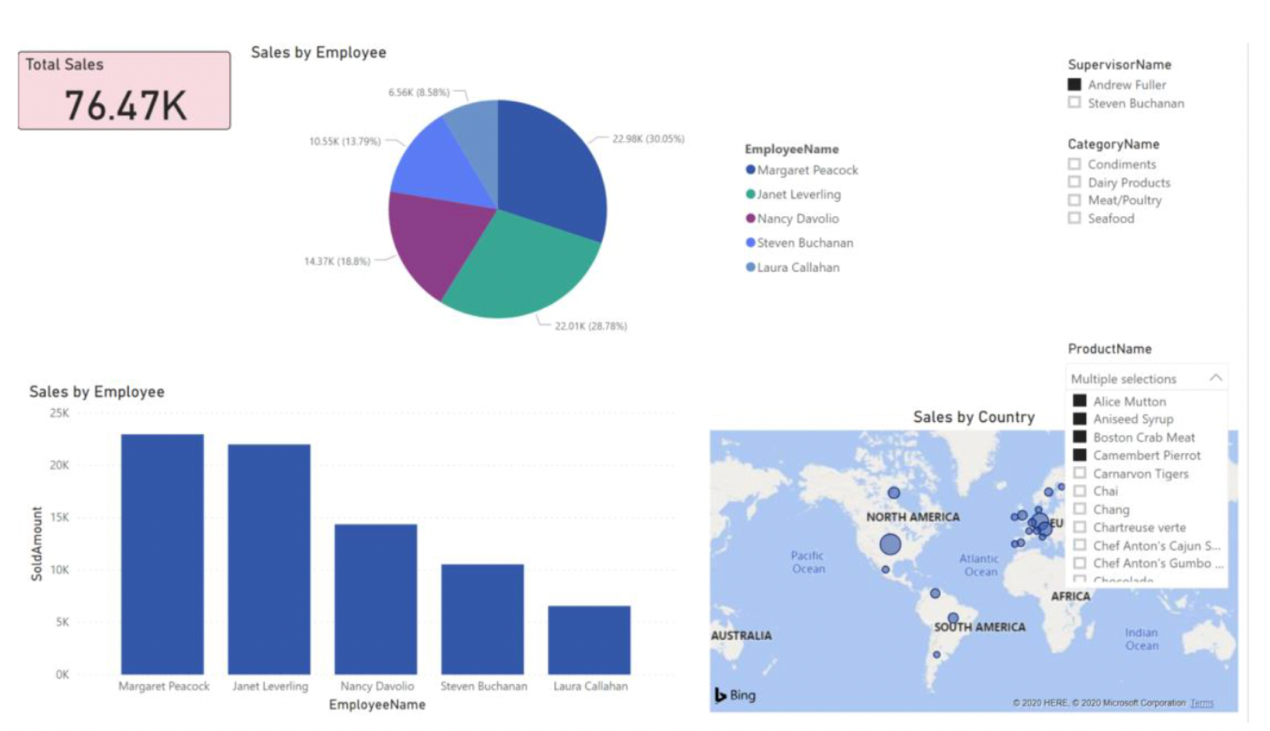 Total Sales
76.47K
Sales by Employee
6.56K (8.58%)
22.98K (30.05%)
10.55K (13.79%)
14.37K (18.8%)
22.01K (28.78%)
EmployeeName
Margaret Peacock
Janet Leverling
Nancy Davolio
Steven Buchanan
Laura Callahan
SupervisorName
Andrew Fuller
Steven Buchanan
CategoryName
Condiments
Dairy Products
Meat/Poultry
Seafood
ProductName
Multiple selections
Alice Mutton
Aniseed Syrup
Boston Crab Meat
Camembert Pierrot
Carnarvon Tigers
Chai
Chang
Chartreuse verte
Chef Anton's Cajun S...
Chef Anton's Gumbo ...
Chocolade
Sales by Employee
SoldAmount
25K
20K
15K
10K
5K
0K
Margaret Peacock
Janet Leverling
Nancy Davolio
Steven Buchanan
Laura Callahan
EmployeeName
Sales by Country
NORTH AMERICA
EU
Pacific
Ocean
Atlantic
Ocean
AFRICA
SOUTH AMERICA
AUSTRALIA
Indian
Ocean
Bing
© 2020 HERE, © 2020 Microsoft Corporation Terms